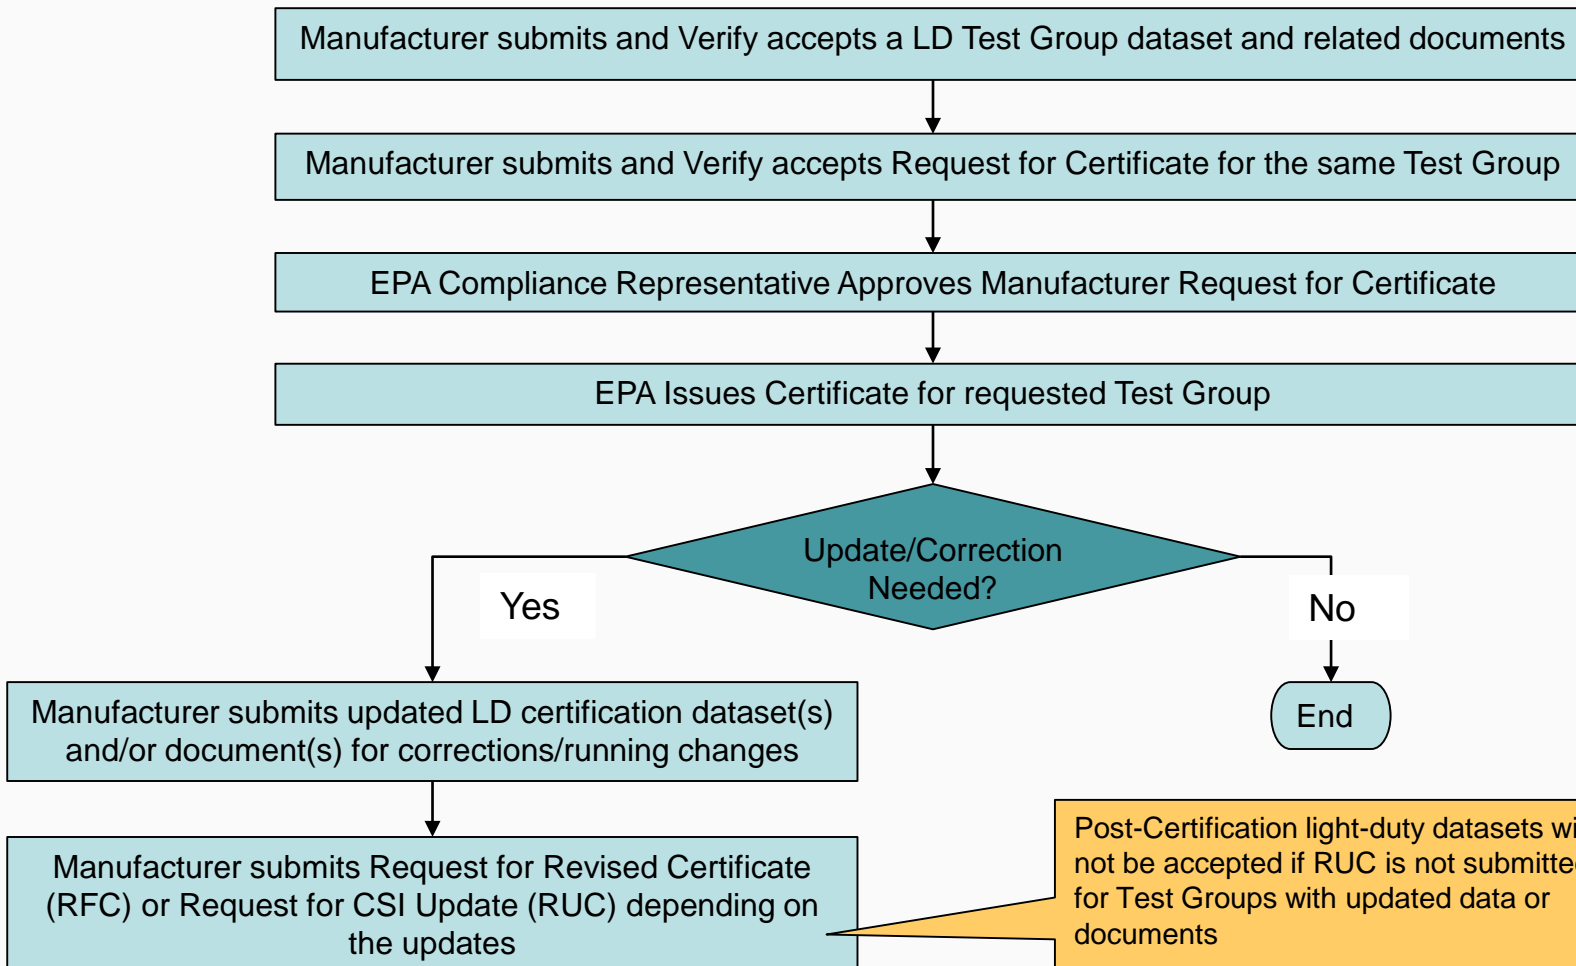 Manufacturer submits and Verify accepts a LD Test Group dataset and related documents
Manufacturer submits and Verify accepts Request for Certificate for the same Test Group
EPA Compliance Representative Approves Manufacturer Request for Certificate
EPA Issues Certificate for requested Test Group
Update/Correction
Needed?
Yes
No
Manufacturer submits updated LD certification dataset(s)
and/or document(s) for corrections/running changes
End
Manufacturer submits Request for Revised Certificate
(RFC) or Request for CSI Update (RUC) depending on
the updates
Post-Certification light-duty datasets wi
not be accepted if RUC is not submitte
for Test Groups with updated data or
documents